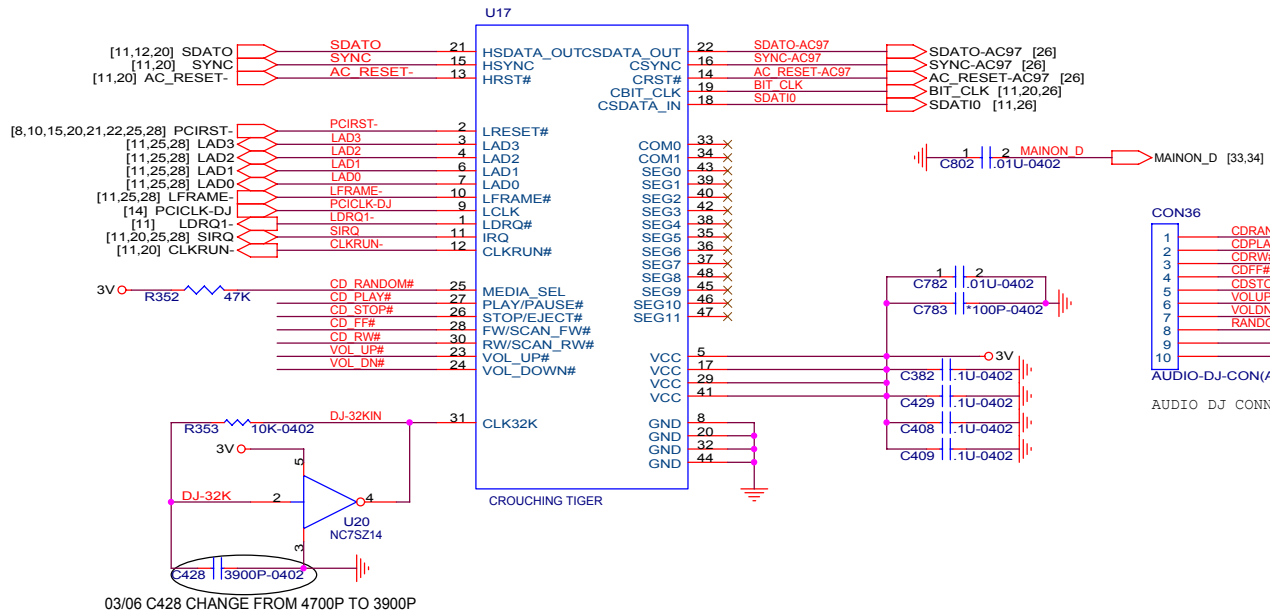 U17
[11,12,20] SDATO SDATO 21 HSDATA_OUT CSDATA_OUT 22 SDATO-AC97 SDATO-AC97 [26]
[11,20] SYNC SYNC 15 HSYNC CSYNC 16 SYNC-AC97 SYNC-AC97 [26]
[11,20] AC_RESET- AC_RESET- 13 HRST# CRST# 14 AC_RESET-AC97 AC_RESET-AC97 [26]
CBIT_CLK 19 BIT_CLK BIT_CLK [11,20,26]
CSDATA_IN 18 SDATI0 SDATI0 [11,26]
[8,10,15,20,21,22,25,28] PCIRST- PCIRST- 2 LRESET#
[11,25,28] LAD3 LAD3 3 LAD3 COM0 33
[11,25,28] LAD2 LAD2 4 LAD2 COM1 34
[11,25,28] LAD1 LAD1 6 LAD1 SEG0 43
[11,25,28] LAD0 LAD0 7 LAD0 SEG1 39
[11,25,28] LFRAME- LFRAME- 10 LFRAME# SEG2 40
[14] PCICLK-DJ PCICLK-DJ 9 LCLK SEG3 42
[11] LDRQ1- LDRQ1- 1 LDRQ# SEG4 38
[11,20,25,28] SIRQ SIRQ 11 IRQ SEG5 35
[11,20] CLKRUN- CLKRUN- 12 CLKRUN# SEG6 36
SEG7 37
SEG8 48
SEG9 45
SEG10 46
SEG11 47
1 2 MAINON_D MAINON_D [33,34]
C802 .01U-0402
3V R352 47K CD_RANDOM# 25 MEDIA_SEL
CD_PLAY# 27 PLAY/PAUSE#
CD_STOP# 26 STOP/EJECT#
CD_FF# 28 FW/SCAN_FW#
CD_RW# 30 RW/SCAN_RW#
VOL_UP# 23 VOL_UP#
VOL_DN# 24 VOL_DOWN#
VCC 5 3V
VCC 17
VCC 29
VCC 41
1 2
C782 .01U-0402
C783 *100P-0402
C382 .1U-0402
C429 .1U-0402
C408 .1U-0402
C409 .1U-0402
GND 8
GND 20
GND 32
GND 44
CON36
1 CDRAN
2 CDPLA
3 CDRW#
4 CDFF#
5 CDSTO
6 VOLUP
7 VOLDN
8 RANDO
9
10
AUDIO-DJ-CON(A
AUDIO DJ CONN
R353 10K-0402 DJ-32KIN 31 CLK32K
3V 5
DJ-32K 2 4
U20
NC7SZ14
3
C428 3900P-0402
CROUCHING TIGER
03/06 C428 CHANGE FROM 4700P TO 3900P